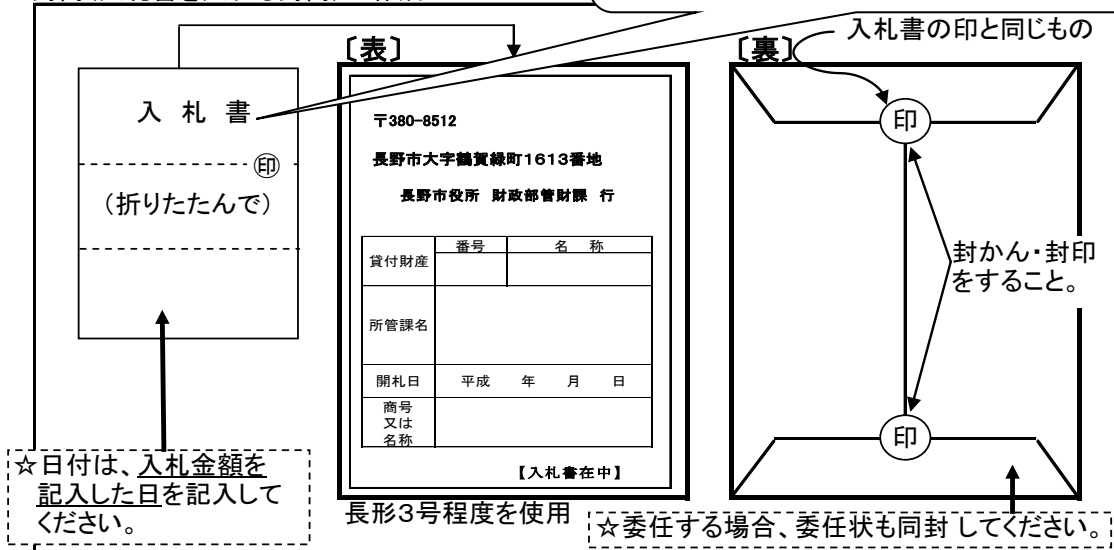 入札書の印と同じもの
〔表〕
〔裏〕
入 札 書
㊞
(折りたたんで)
〒380-8512
長野市大字鶴賀緑町1613番地
長野市役所 財政部管財課 行
貸付財産
番号
名 称
所管課名
開札日
平成 年 月 日
商号
又は
名称
【入札書在中】
長形3号程度を使用
印
封かん・封印
をすること。
印
☆日付は、入札金額を
記入した日を記入して
ください。
☆委任する場合、委任状も同封してください。